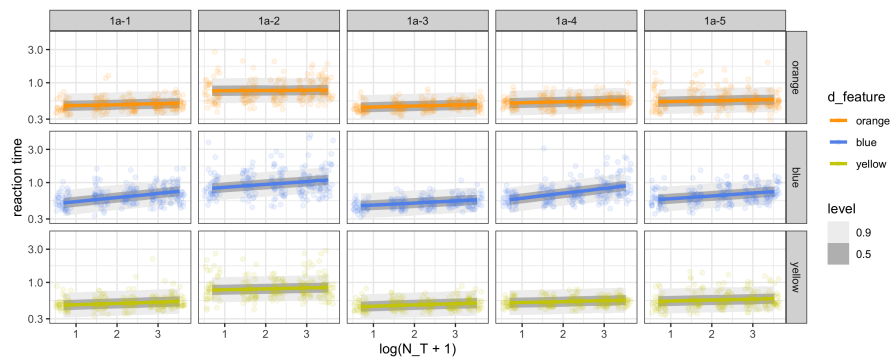 1a-1 1a-2 1a-3 1a-4 1a-5
3.0
1.0
0.3
orange
3.0
1.0
0.3
blue
3.0
1.0
0.3
yellow
1 2 3 1 2 3 1 2 3 1 2 3 1 2 3
reaction time
log(N_T + 1)
d_feature
orange
blue
yellow
level
0.9
0.5